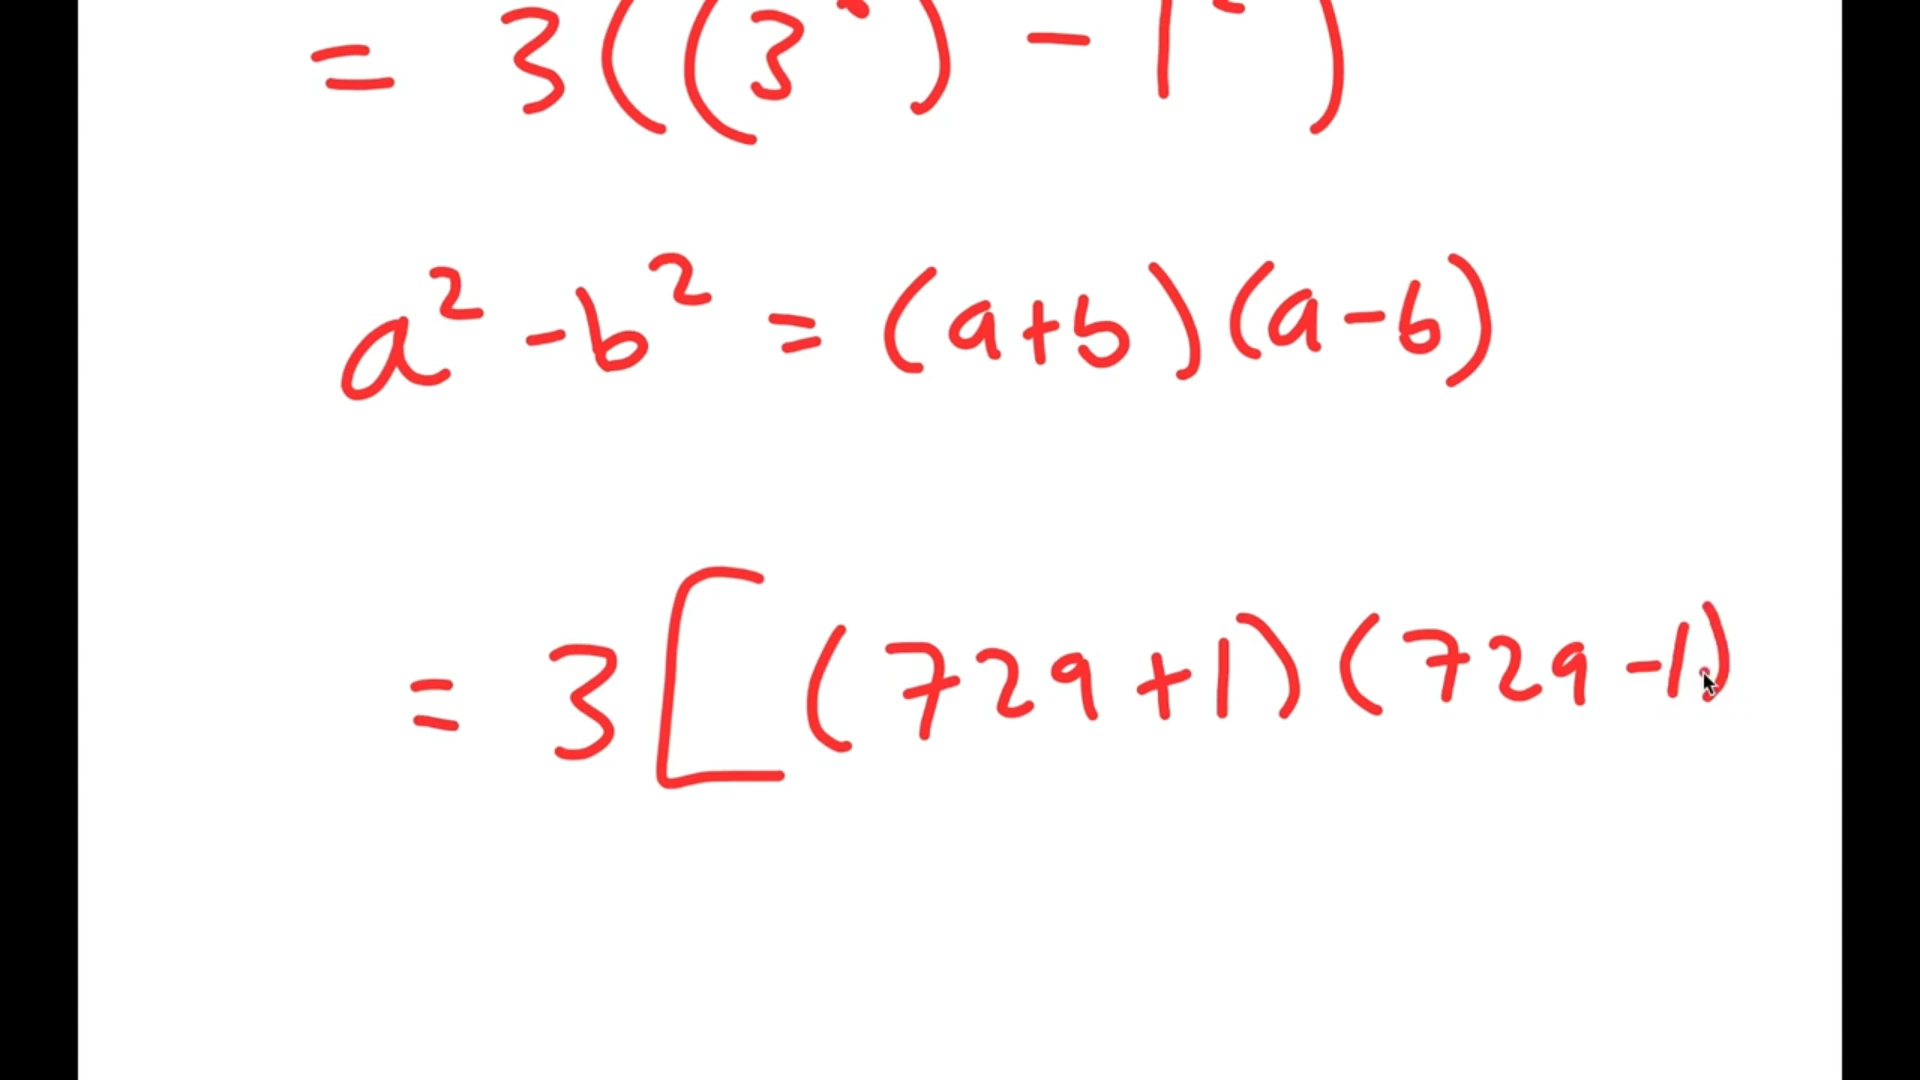 = 3((3 ) - 1 )
a² - b² = (a+b)(a-b)
= 3[(729+1)(729-1)